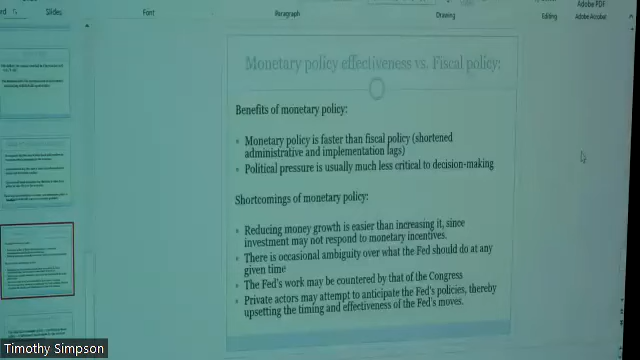 Slides
Font
Paragraph
Drawing
Editing
Adobe PDF
Adobe Acrobat
Monetary policy effectiveness vs. Fiscal policy:
Benefits of monetary policy:
Monetary policy is faster than fiscal policy (shortened
administrative and implementation lags)
Political pressure is usually much less critical to decision-making
Shortcomings of monetary policy:
Reducing money growth is easier than increasing it, since
investment may not respond to monetary incentives.
There is occasional ambiguity over what the Fed should do at any
given time
The Fed's work may be countered by that of the Congress
Private actors may attempt to anticipate the Fed's policies, thereby
upsetting the timing and effectiveness of the Fed's moves.
Timothy Simpson